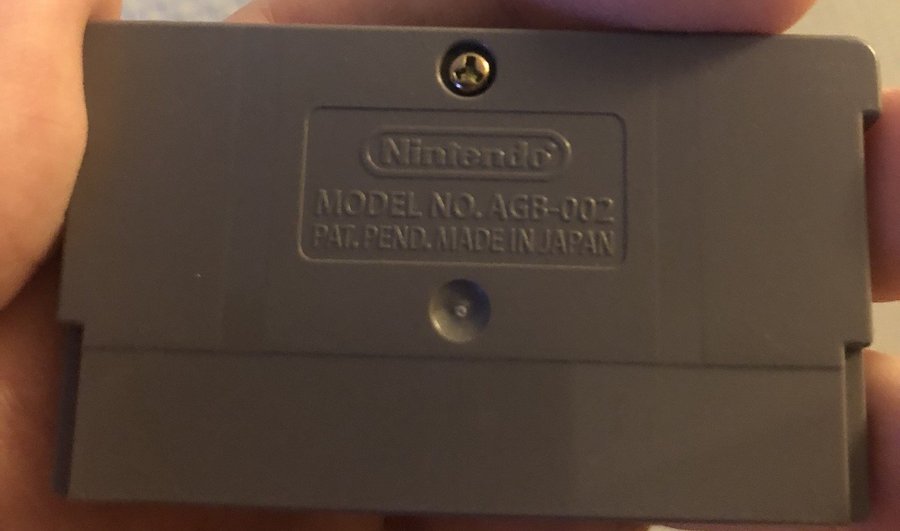 Nintendo
MODEL NO. AGB-002
PAT. PEND. MADE IN JAPAN